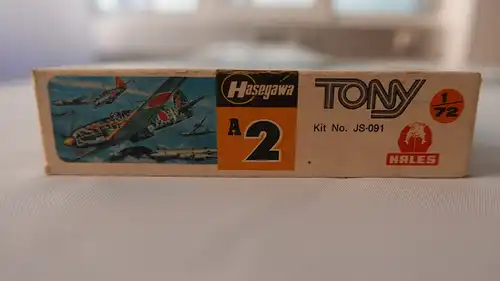 Hasegawa
A 2
TONY
1/72
Kit No. JS-091
HALES